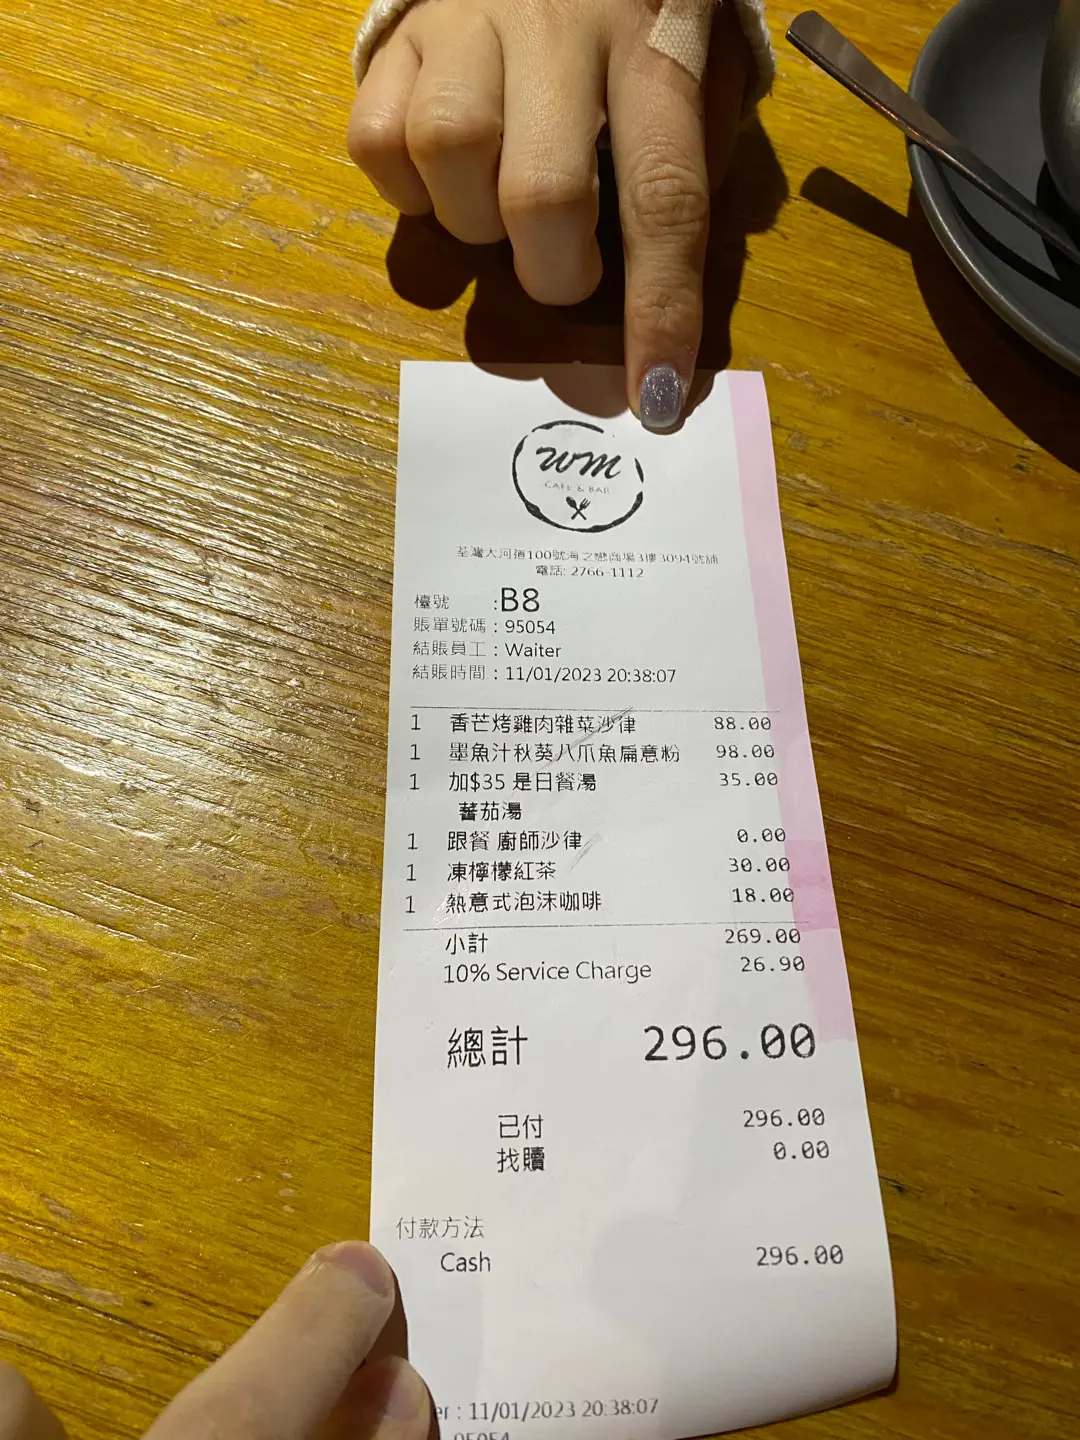 wm
CAFE & BAR
荃灣大河道100號海之戀商場3樓3094號舖
電話: 2766-1112
檯號 :B8
賬單號碼 : 95054
結賬員工 : Waiter
結賬時間 : 11/01/2023 20:38:07
1 香芒烤雞肉雜菜沙律 88.00
1 墨魚汁秋葵八爪魚扁意粉 98.00
1 加$35 是日餐湯 35.00
蕃茄湯
1 跟餐 廚師沙律 0.00
1 凍檸檬紅茶 30.00
1 熱意式泡沫咖啡 18.00
小計 269.00
10% Service Charge 26.90
總計 296.00
已付 296.00
找贖 0.00
付款方法
Cash 296.00
er : 11/01/2023 20:38:07
95054